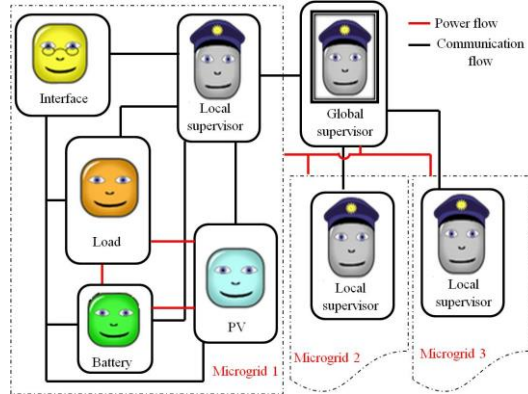 Power flow
Communication
flow
Interface
Local
supervisor
Global
supervisor
Load
Local
supervisor
Local
supervisor
PV
Battery
Microgrid 1
Microgrid 2
Microgrid 3